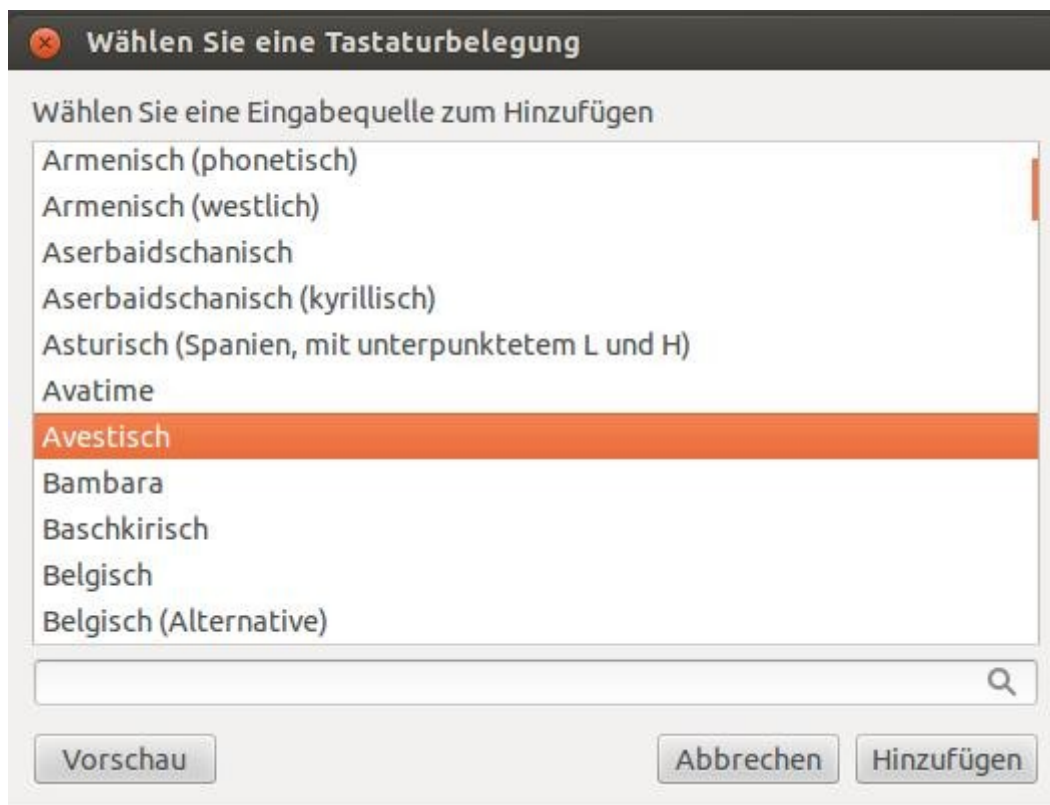 Wählen Sie eine Tastaturbelegung
Wählen Sie eine Eingabequelle zum Hinzufügen
Armenisch (phonetisch)
Armenisch (westlich)
Aserbaidschanisch
Aserbaidschanisch (kyrillisch)
Asturisch (Spanien, mit unterpunktetem L und H)
Avatime
Avestisch
Bambara
Baschkirisch
Belgisch
Belgisch (Alternative)
Vorschau Abbrechen Hinzufügen